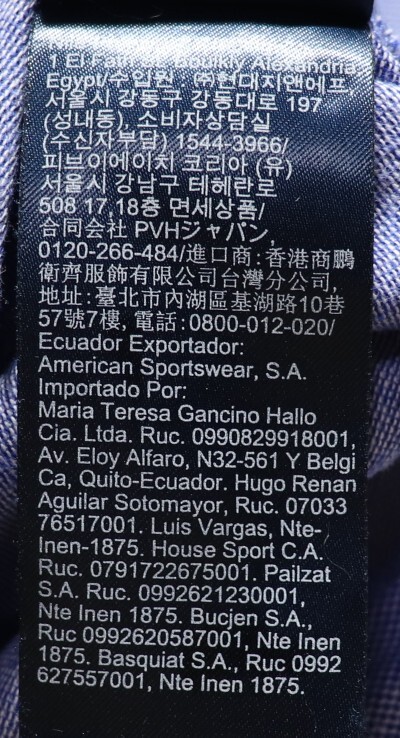 1 El Fath Bolkly Alexandria
Egypt/수입원 ㈜현대지앤에프
서울시 강동구 강동대로 197
(성내동), 소비자상담실
(수신자부담) 1544-3966/
피브이에이치 코리아 (유)
서울시 강남구 테헤란로
508 17,18층 면세상품/
合同会社 PVHジャパン,
0120-266-484/進口商:香港商鵬
衛齊服飾有限公司台灣分公司,
地址:臺北市內湖區基湖路10巷
57號7樓, 電話:0800-012-020/
Ecuador Exportador:
American Sportswear, S.A.
Importado Por:
Maria Teresa Gancino Hallo
Cia. Ltda. Ruc. 0990829918001,
Av. Eloy Alfaro, N32-561 Y Belgi
Ca, Quito-Ecuador. Hugo Renan
Aguilar Sotomayor, Ruc. 07033
76517001. Luis Vargas, Nte-
Inen-1875. House Sport C.A.
Ruc. 0791722675001. Pailzat
S.A. Ruc. 0992621230001,
Nte Inen 1875. Bucjen S.A.,
Ruc 0992620587001, Nte Inen
1875. Basquiat S.A., Ruc 0992
627557001, Nte Inen 1875.